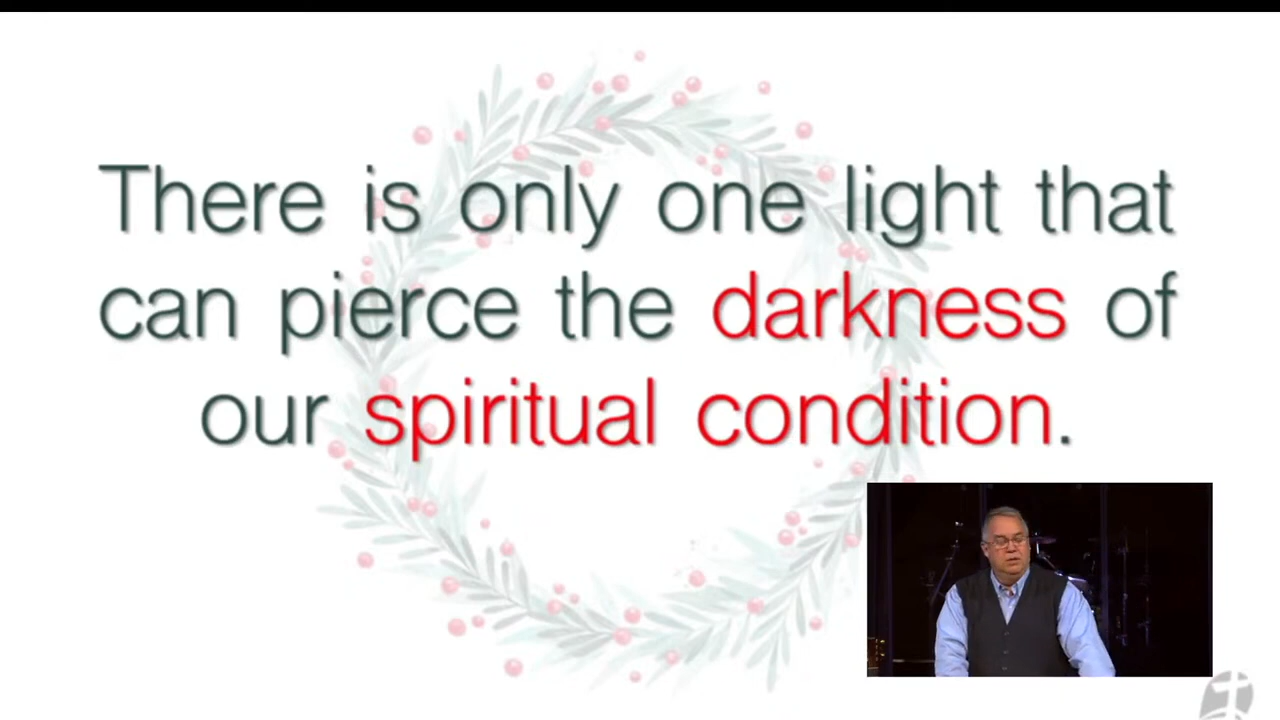 There is only one light that
can pierce the darkness of
our spiritual condition.